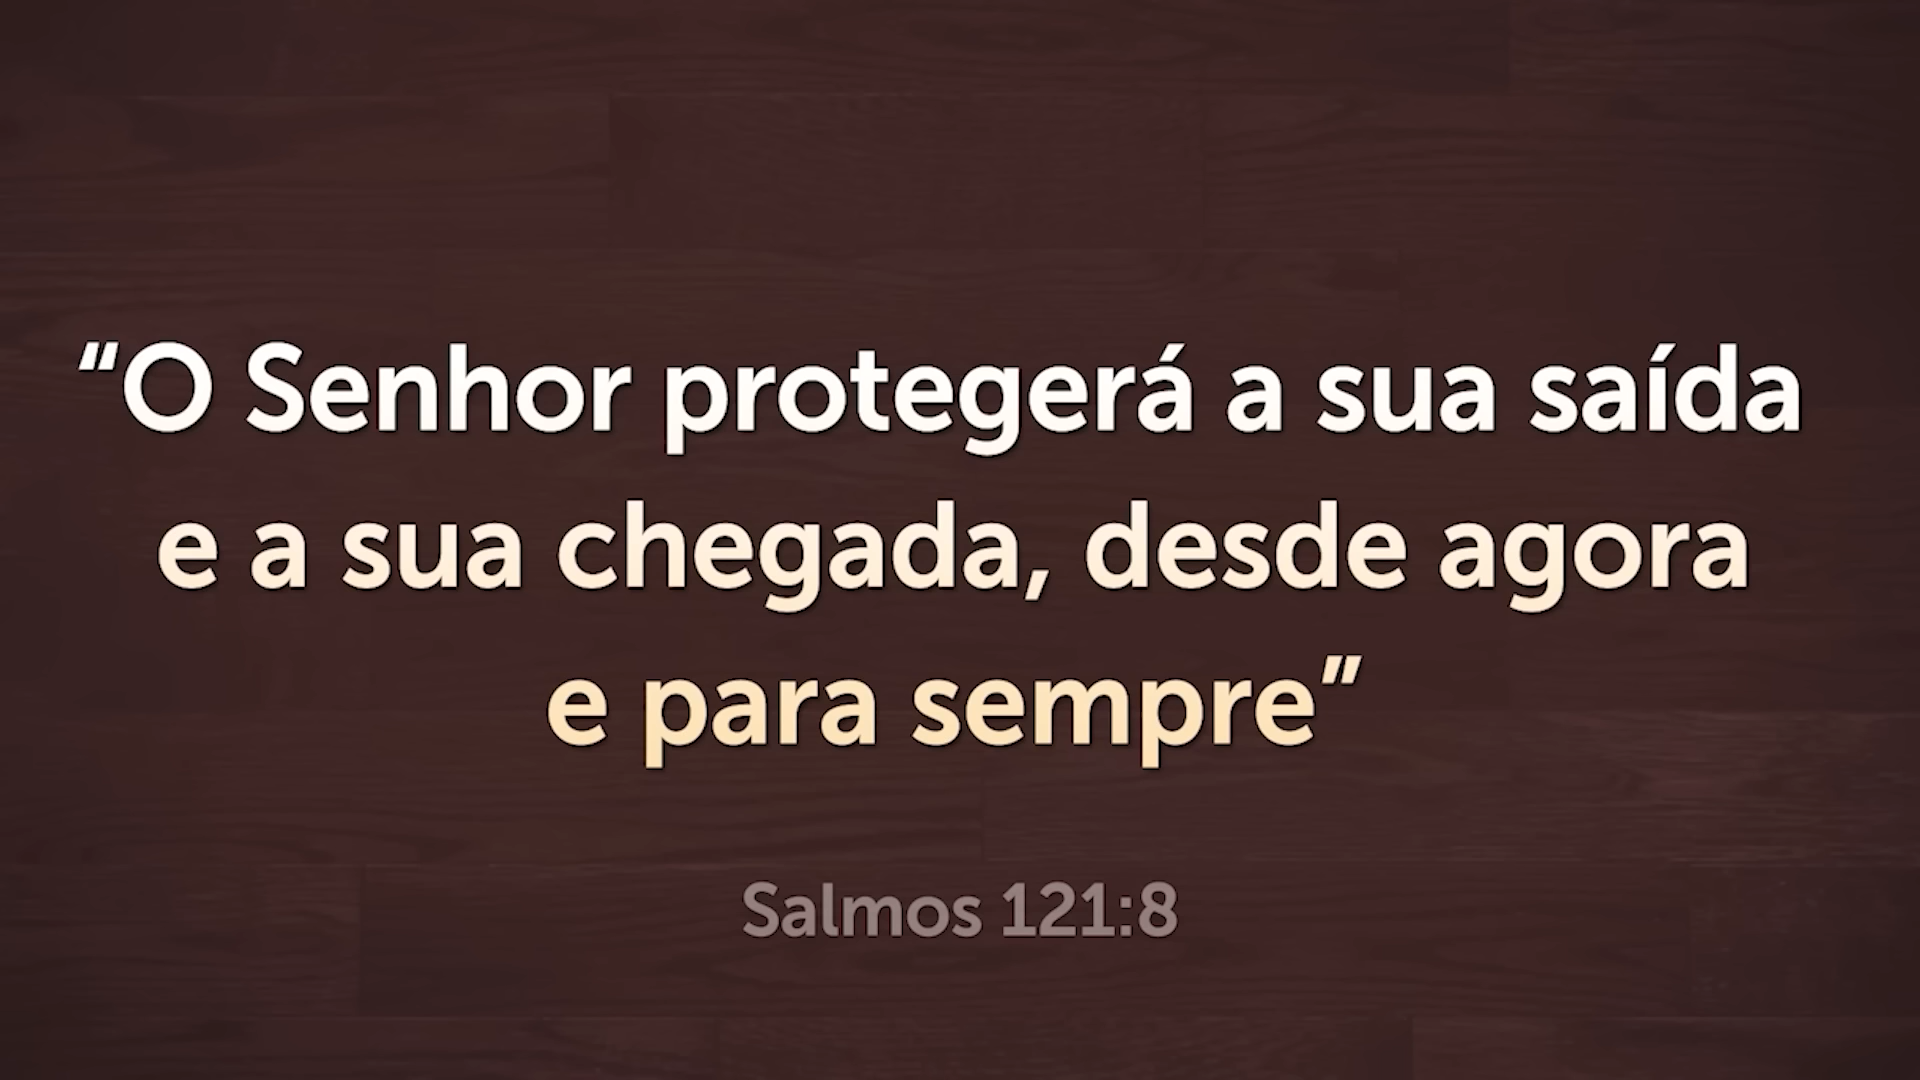 “O Senhor protegerá a sua saída
e a sua chegada, desde agora
e para sempre”
Salmos 121:8